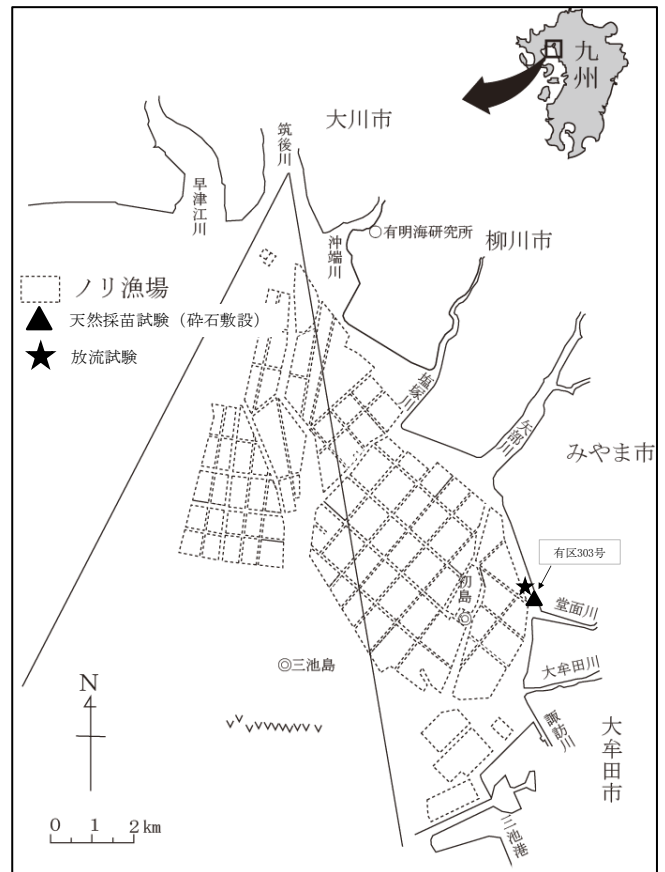 九州
大川市
筑後川
早津江川
○有明海研究所
沖端川
柳川市
ノリ漁場
天然採苗試験(砕石敷設)
放流試験
塩塚川
矢部川
みやま市
有区303号
初島
堂面川
◎三池島
大牟田川
N
諏訪川
大牟田市
0 1 2km
三池港